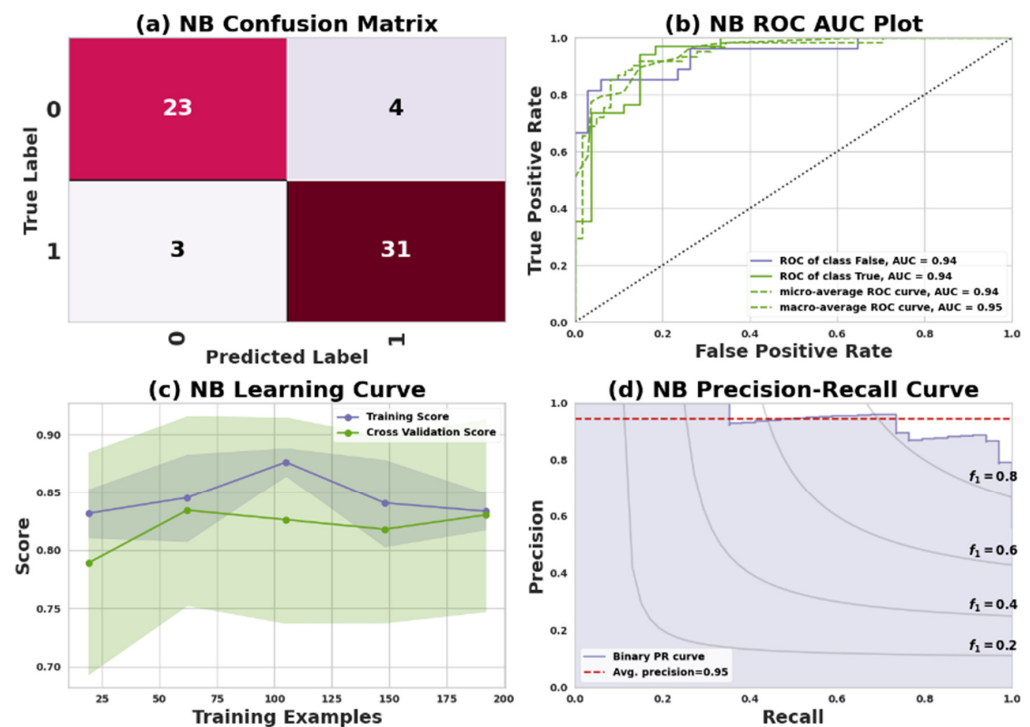 (a) NB Confusion Matrix
True Label
0
1
23
4
3
31
0
1
Predicted Label
(b) NB ROC AUC Plot
True Positive Rate
1.0
0.8
0.6
0.4
0.2
0.0
ROC of class False, AUC = 0.94
ROC of class True, AUC = 0.94
micro-average ROC curve, AUC = 0.94
macro-average ROC curve, AUC = 0.95
0.0
0.2
0.4
0.6
0.8
1.0
False Positive Rate
(c) NB Learning Curve
Score
0.90
0.85
0.80
0.75
0.70
Training Score
Cross Validation Score
25
50
75
100
125
150
175
200
Training Examples
(d) NB Precision-Recall Curve
Precision
1.0
0.8
0.6
0.4
0.2
0.0
f1=0.8
f1=0.6
f1=0.4
f1=0.2
Binary PR curve
Avg. precision=0.95
0.0
0.2
0.4
0.6
0.8
1.0
Recall